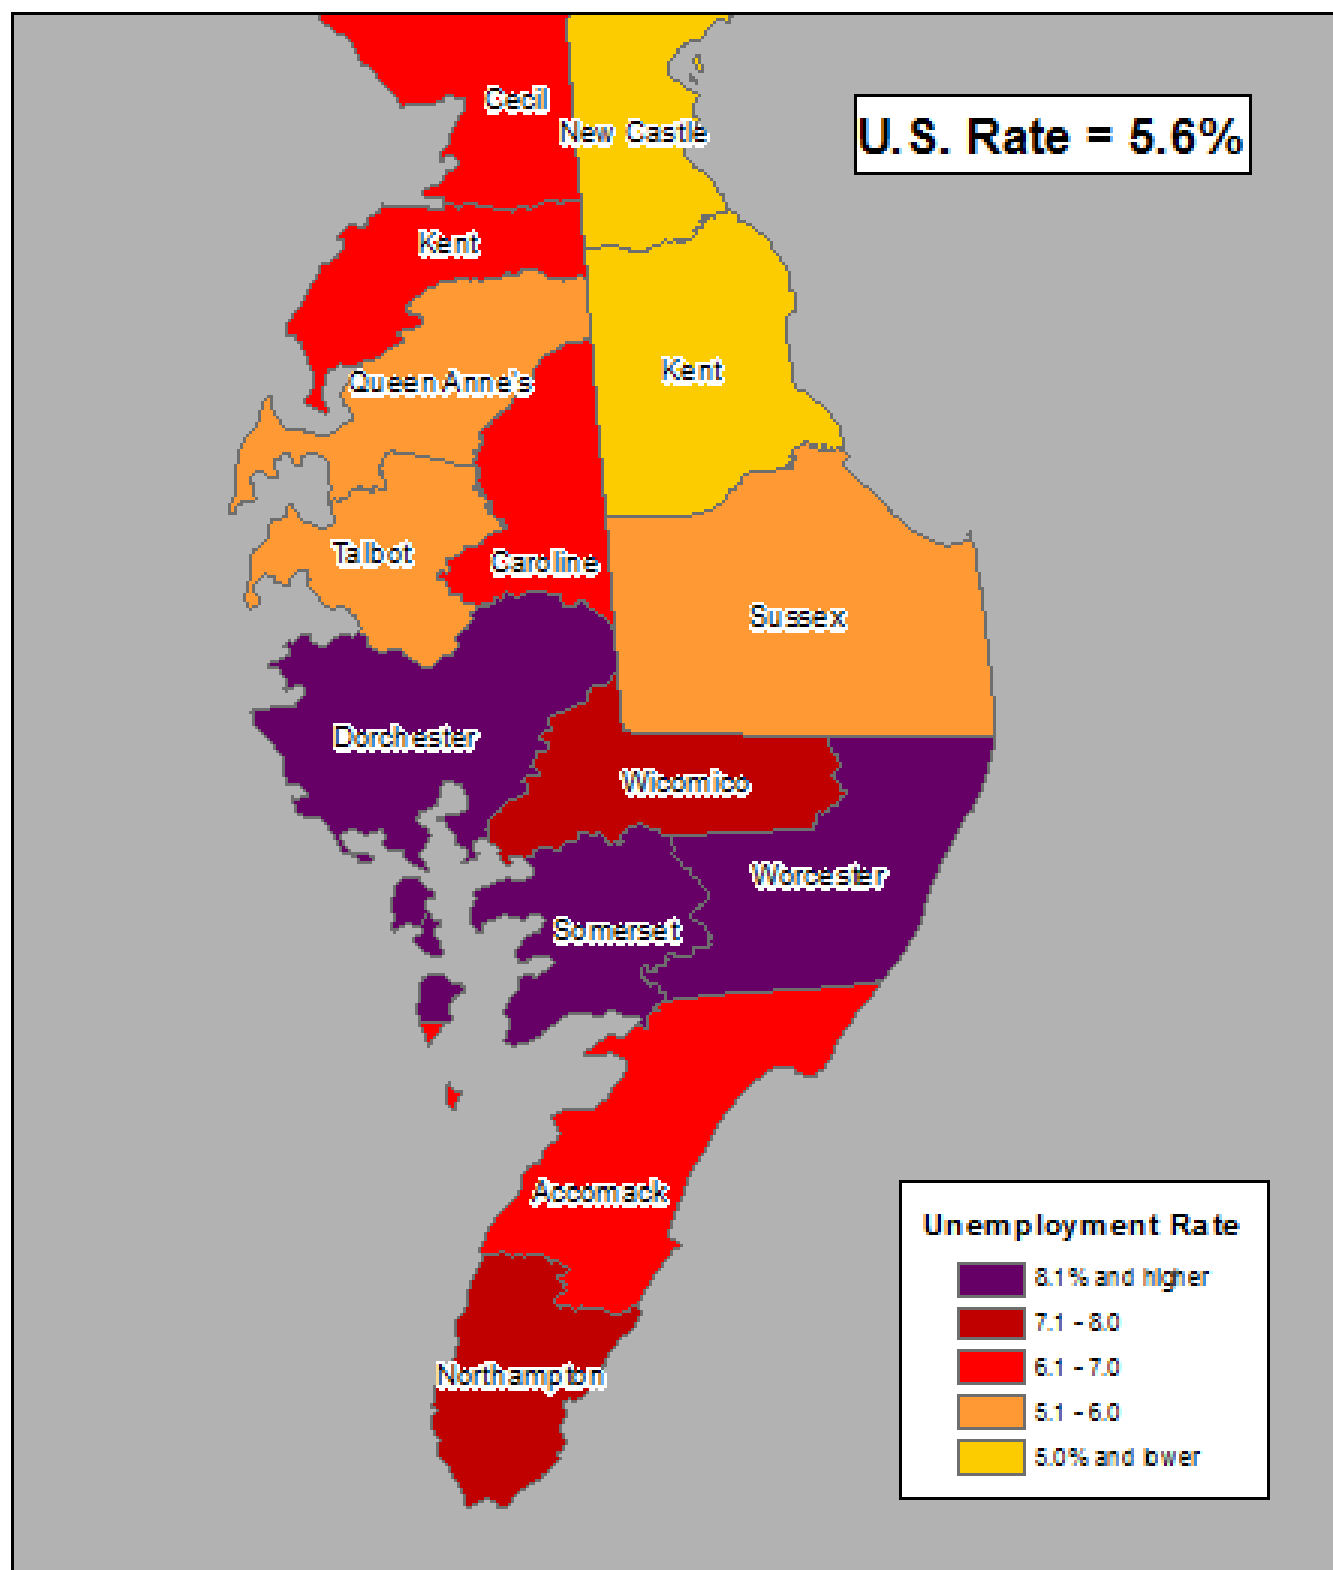 Cecil
New Castle
U.S. Rate = 5.6%
Kent
Kent
Queen Anne's
Talbot
Caroline
Sussex
Dorchester
Wicomico
Worcester
Somerset
Accomack
Northampton
Unemployment Rate
8.1% and higher
7.1 - 8.0
6.1 - 7.0
5.1 - 6.0
5.0% and lower